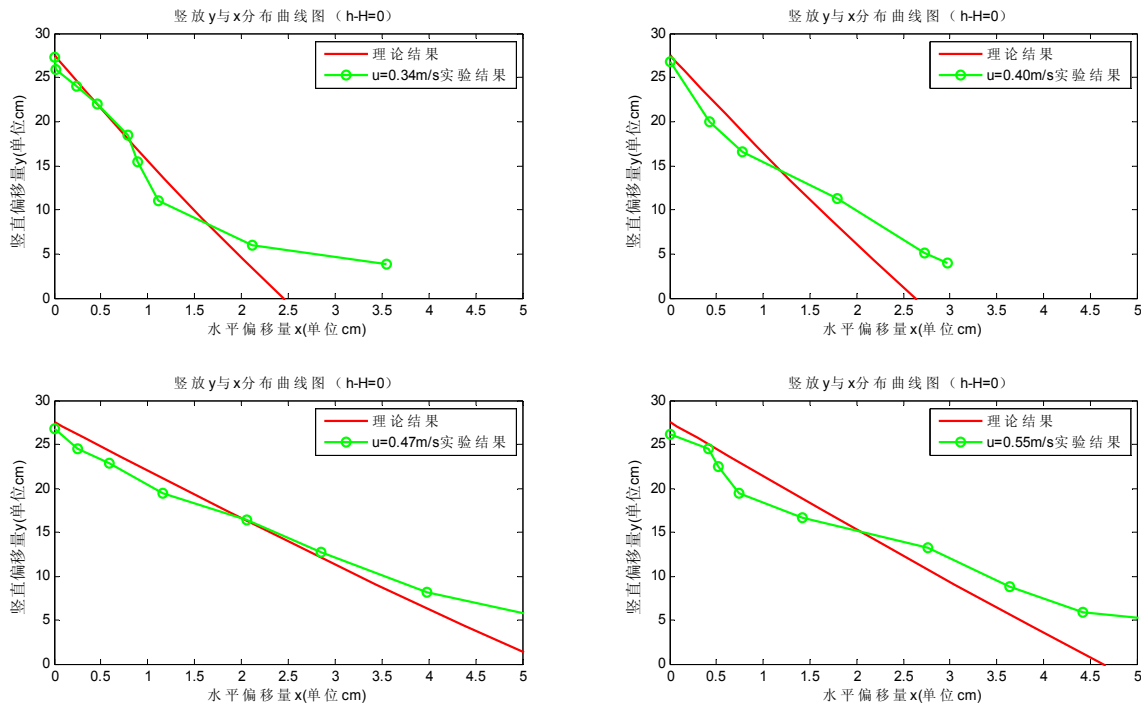 竖放y与x分布曲线图（h-H=0）
30
25
20
15
10
5
0
竖直偏移量y(单位cm)
理论结果
u=0.34m/s实验结果
0 0.5 1 1.5 2 2.5 3 3.5 4 4.5 5
水平偏移量x(单位cm)
竖放y与x分布曲线图（h-H=0）
30
25
20
15
10
5
0
竖直偏移量y(单位cm)
理论结果
u=0.40m/s实验结果
0 0.5 1 1.5 2 2.5 3 3.5 4 4.5 5
水平偏移量x(单位cm)
竖放y与x分布曲线图（h-H=0）
30
25
20
15
10
5
0
竖直偏移量y(单位cm)
理论结果
u=0.47m/s实验结果
0 0.5 1 1.5 2 2.5 3 3.5 4 4.5 5
水平偏移量x(单位cm)
竖放y与x分布曲线图（h-H=0）
30
25
20
15
10
5
0
竖直偏移量y(单位cm)
理论结果
u=0.55m/s实验结果
0 0.5 1 1.5 2 2.5 3 3.5 4 4.5 5
水平偏移量x(单位cm)